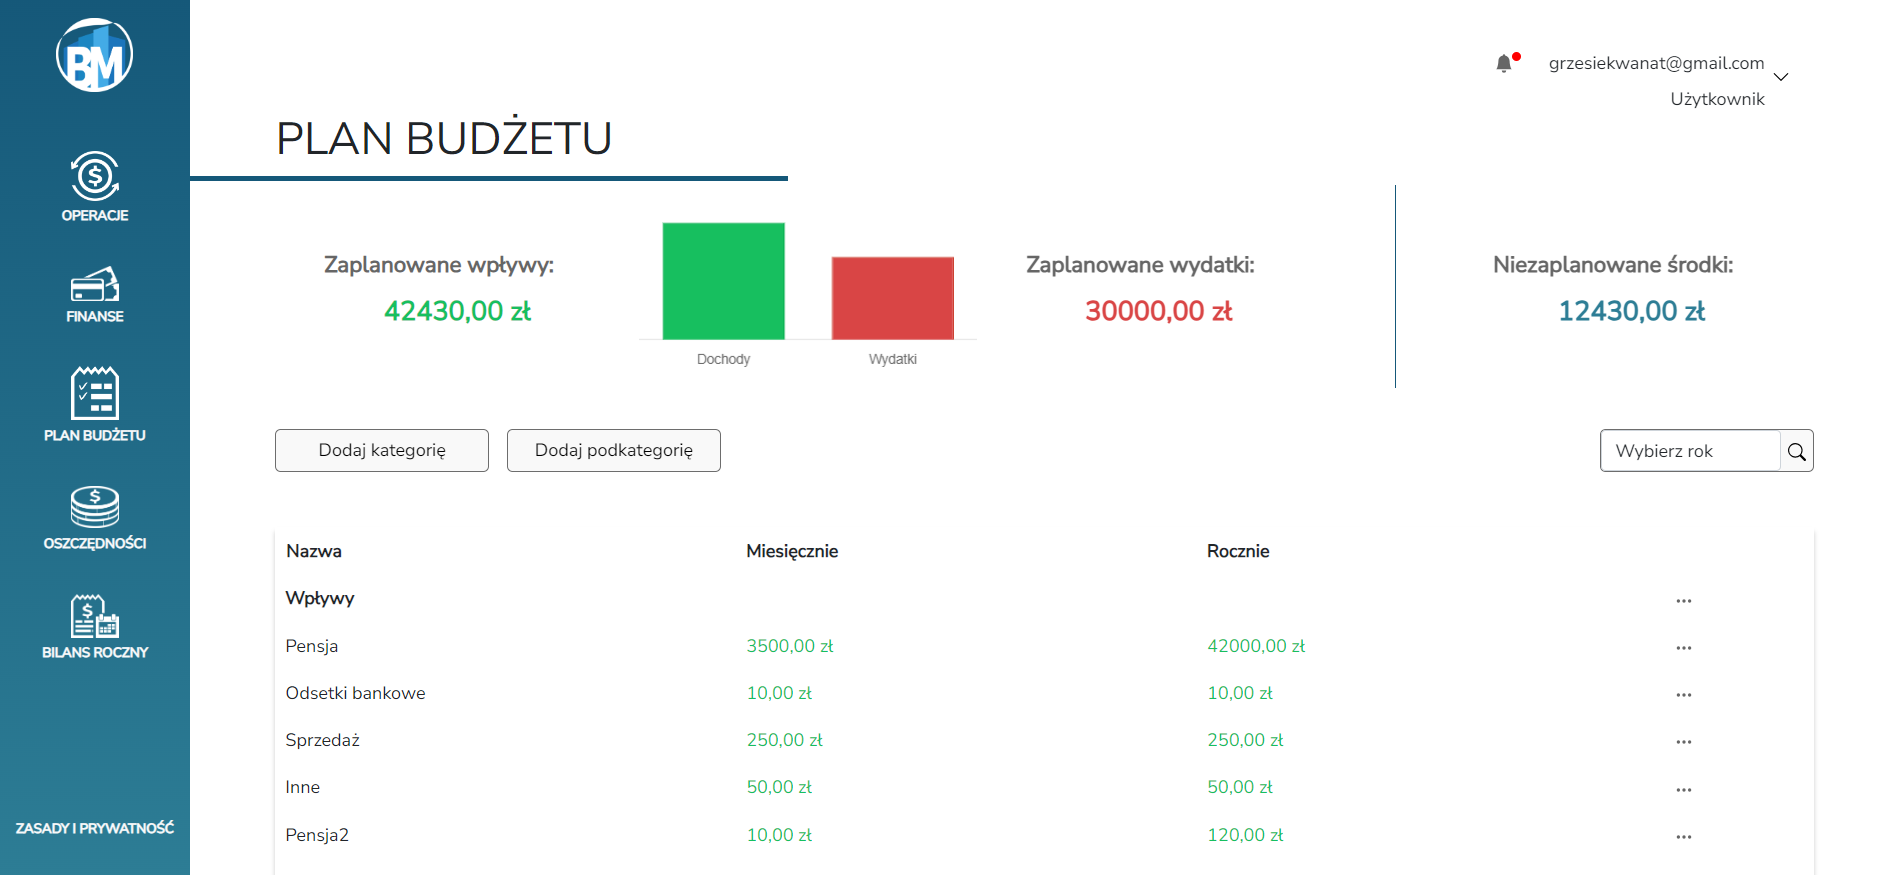 BM
grzesiekwanat@gmail.com
Użytkownik
PLAN BUDŻETU
OPERACJE
FINANSE
PLAN BUDŻETU
OSZCZĘDNOŚCI
BILANS ROCZNY
ZASADY I PRYWATNOŚĆ
Zaplanowane wpływy:
42430,00 zł
Dochody
Wydatki
Zaplanowane wydatki:
30000,00 zł
Niezaplanowane środki:
12430,00 zł
Dodaj kategorię
Dodaj podkategorię
Wybierz rok
Nazwa Miesięcznie Rocznie
Wpływy ...
Pensja 3500,00 zł 42000,00 zł ...
Odsetki bankowe 10,00 zł 10,00 zł ...
Sprzedaż 250,00 zł 250,00 zł ...
Inne 50,00 zł 50,00 zł ...
Pensja2 10,00 zł 120,00 zł ...